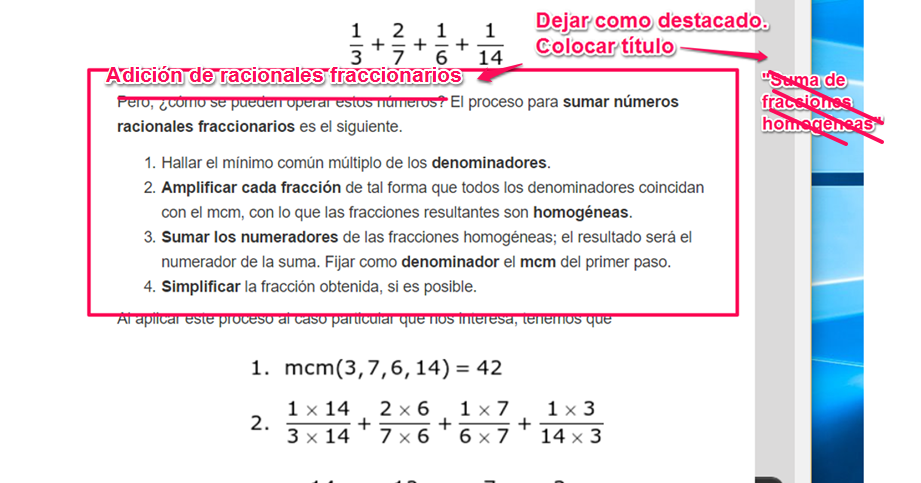 1/3 + 2/7 + 1/6 + 1/14
Dejar como destacado.
Colocar título
"Suma de
fracciones
homogéneas"
Adición de racionales fraccionarios
Pero, ¿cómo se pueden operar estos números? El proceso para sumar números
racionales fraccionarios es el siguiente.
1. Hallar el mínimo común múltiplo de los denominadores.
2. Amplificar cada fracción de tal forma que todos los denominadores coincidan
con el mcm, con lo que las fracciones resultantes son homogéneas.
3. Sumar los numeradores de las fracciones homogéneas; el resultado será el
numerador de la suma. Fijar como denominador el mcm del primer paso.
4. Simplificar la fracción obtenida, si es posible.
Al aplicar este proceso al caso particular que nos interesa, tenemos que
1. mcm(3,7,6,14) = 42
2. 1 × 14/3 × 14 + 2 × 6/7 × 6 + 1 × 7/6 × 7 + 1 × 3/14 × 3